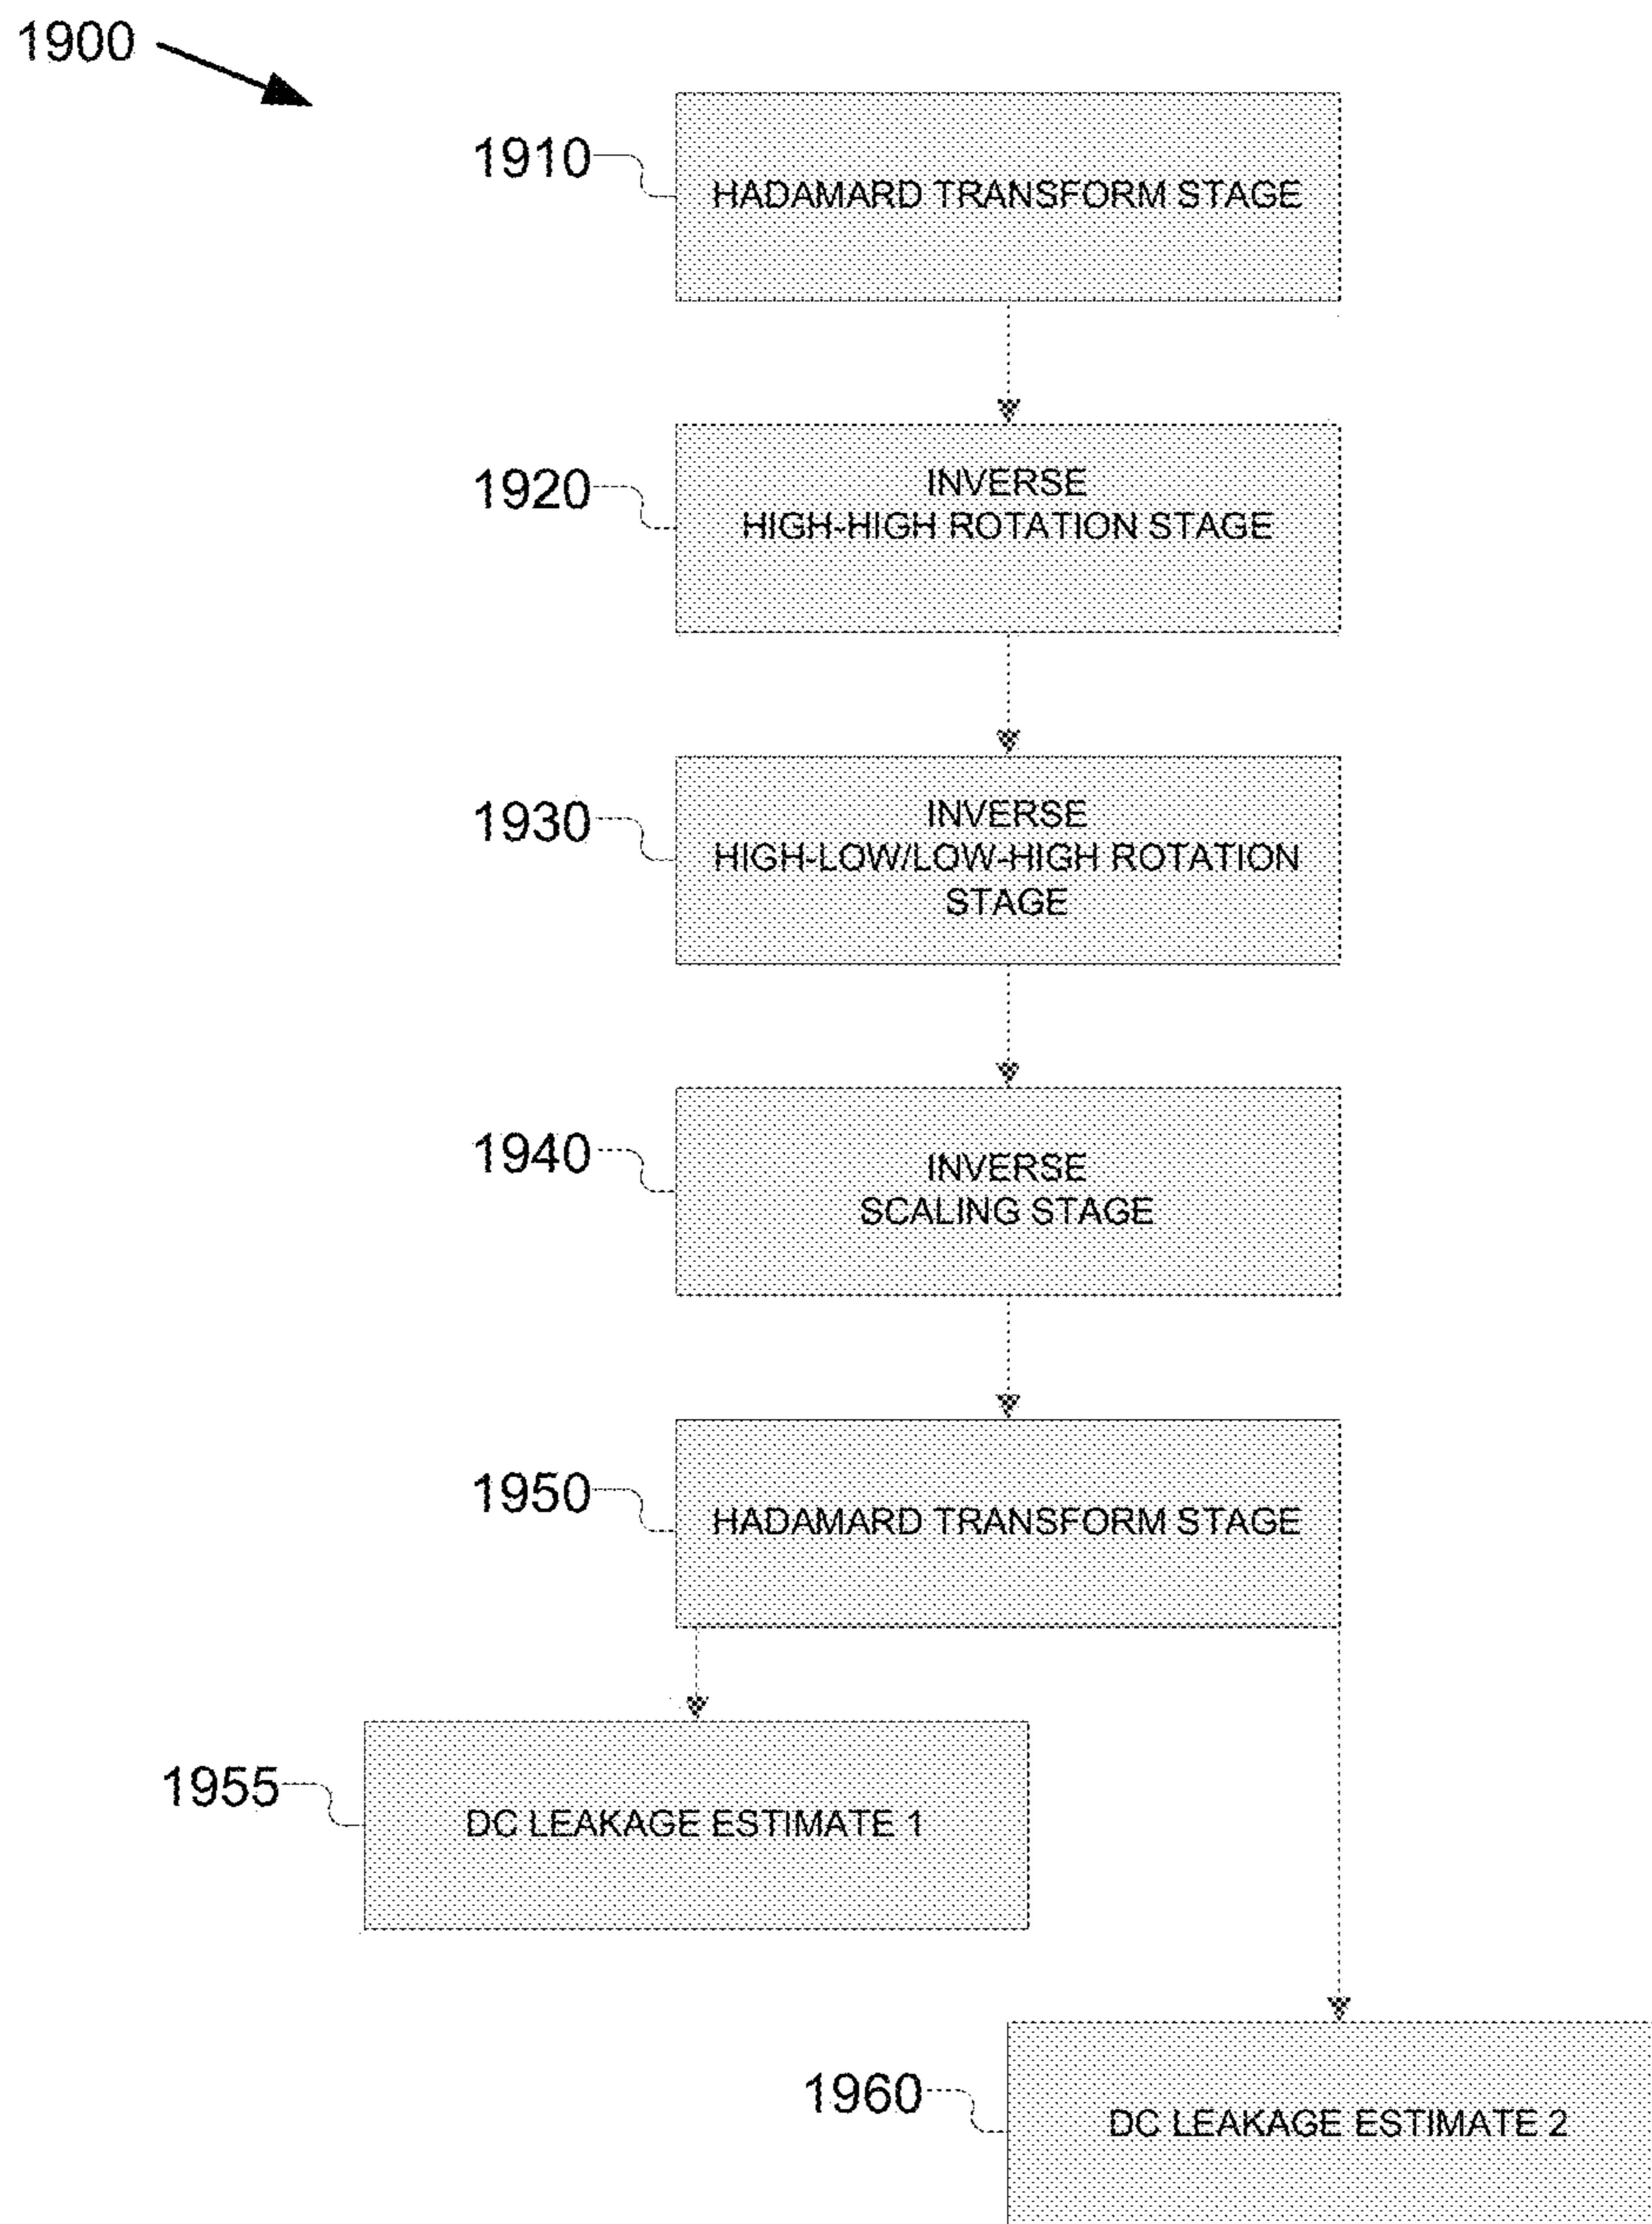 1900
1910
HADAMARD TRANSFORM STAGE
1920
INVERSE
HIGH-HIGH ROTATION STAGE
1930
INVERSE
HIGH-LOW/LOW-HIGH ROTATION
STAGE
1940
INVERSE
SCALING STAGE
1950
HADAMARD TRANSFORM STAGE
1955
DC LEAKAGE ESTIMATE 1
1960
DC LEAKAGE ESTIMATE 2